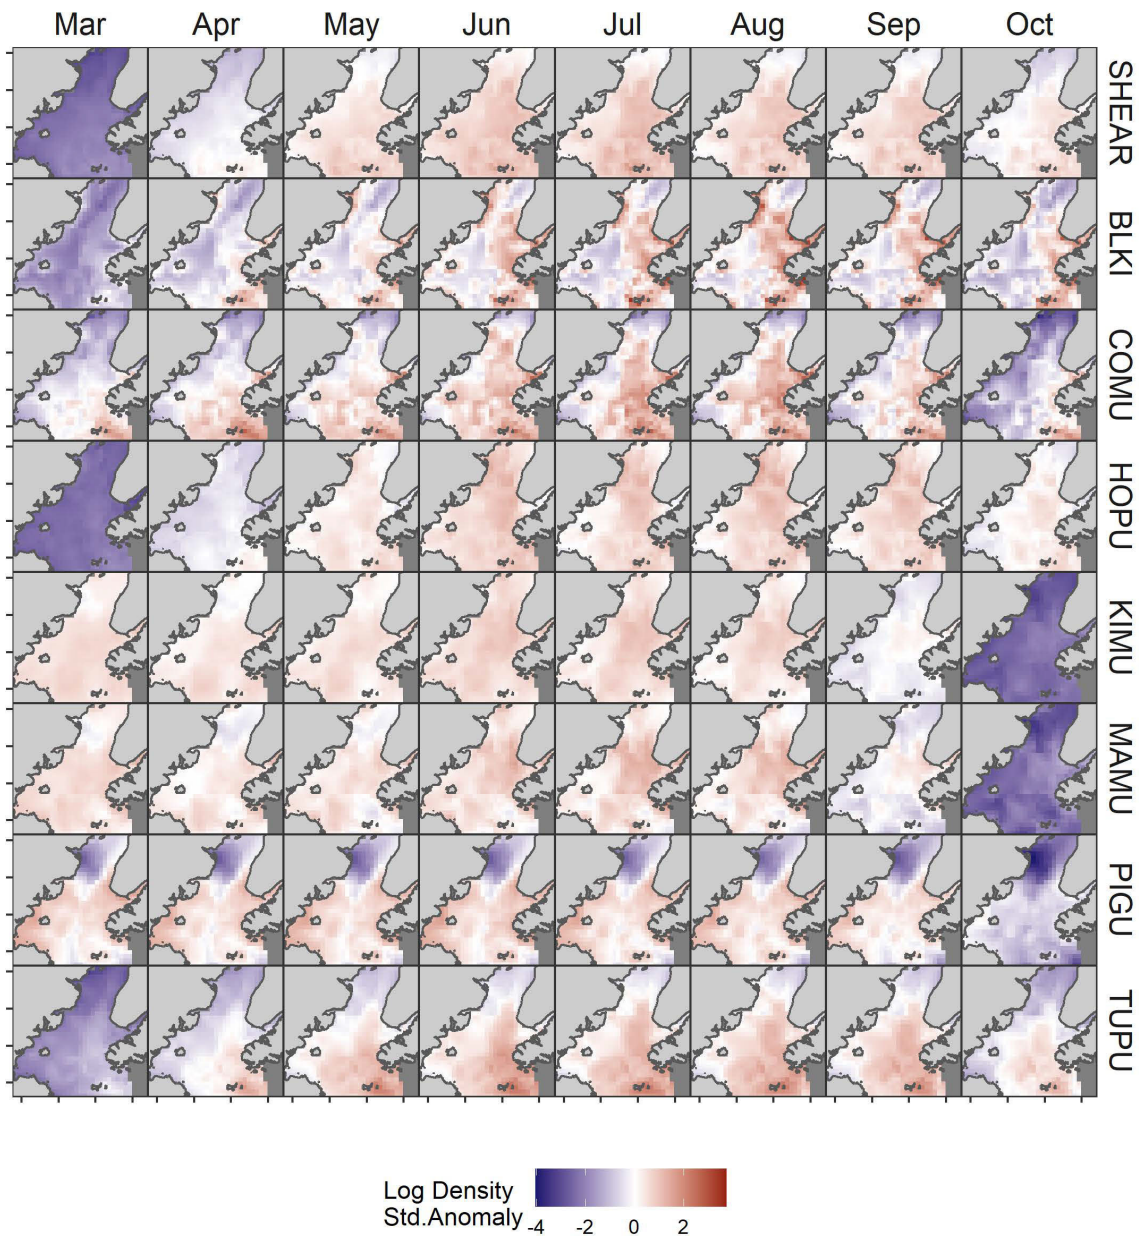 Mar Apr May Jun Jul Aug Sep Oct
SHEAR
BLKI
COMU
HOPU
KIMU
MAMU
PIGU
TUPU
Log Density
Std.Anomaly
-4 -2 0 2